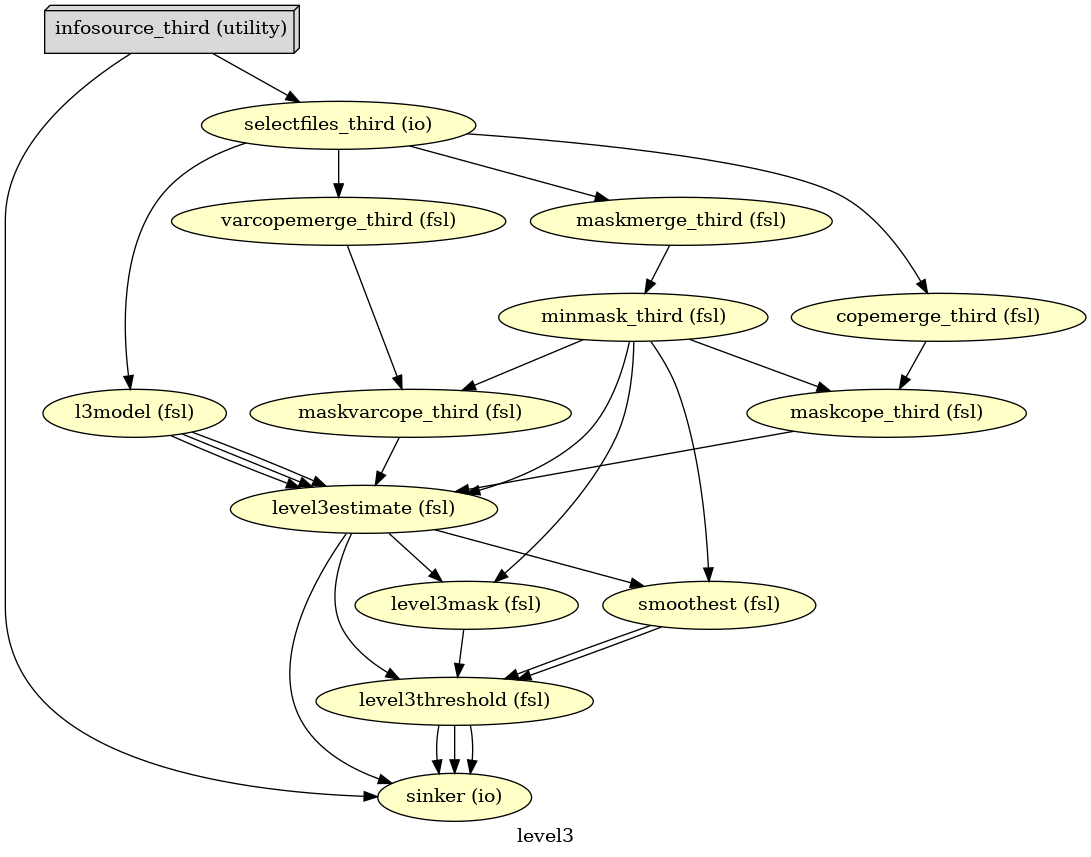 infosource_third (utility)
selectfiles_third (io)
varcopemerge_third (fsl)
maskmerge_third (fsl)
minmask_third (fsl)
copemerge_third (fsl)
l3model (fsl)
maskvarcope_third (fsl)
maskcope_third (fsl)
level3estimate (fsl)
level3mask (fsl)
smoothest (fsl)
level3threshold (fsl)
sinker (io)
level3